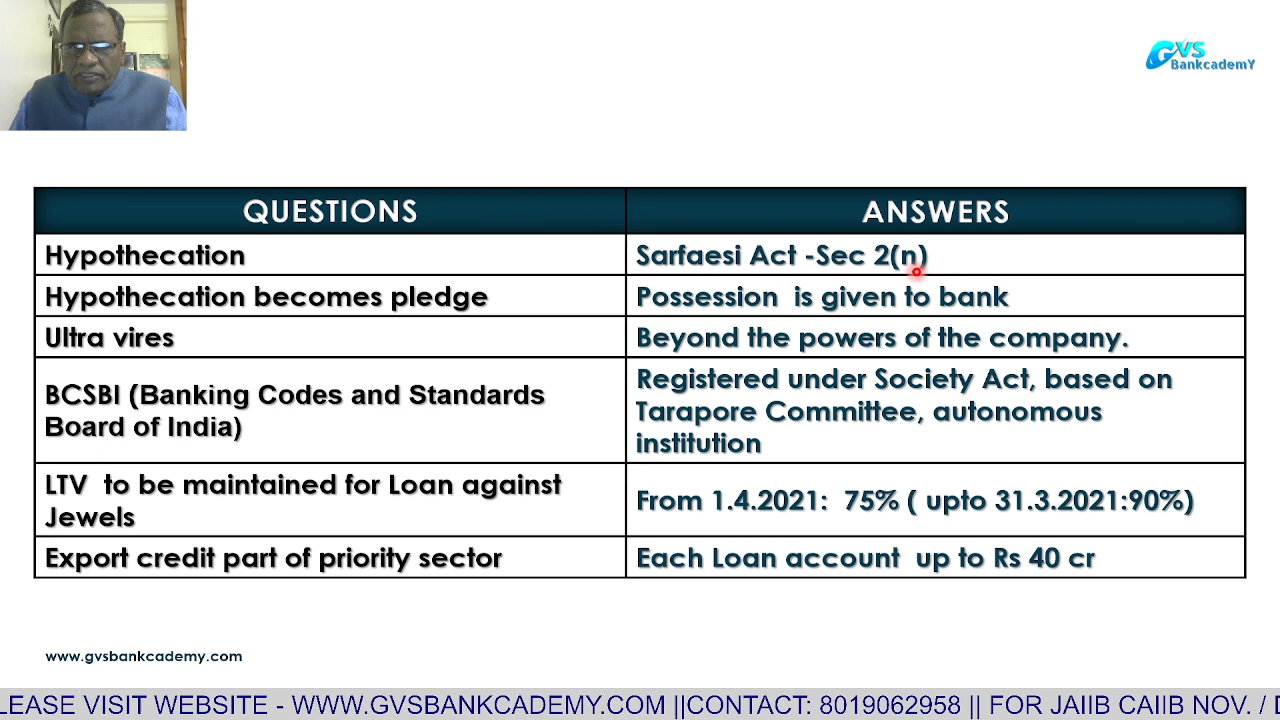 GVS
BankcademY
QUESTIONS
ANSWERS
Hypothecation
Sarfaesi Act -Sec 2(n)
Hypothecation becomes pledge
Possession is given to bank
Ultra vires
Beyond the powers of the company.
BCSBI (Banking Codes and Standards
Board of India)
Registered under Society Act, based on
Tarapore Committee, autonomous
institution
LTV to be maintained for Loan against
Jewels
From 1.4.2021: 75% ( upto 31.3.2021:90%)
Export credit part of priority sector
Each Loan account up to Rs 40 cr
www.gvsbankcademy.com
LEASE VISIT WEBSITE - WWW.GVSBANKCADEMY.COM ||CONTACT: 8019062958 || FOR JAIIB CAIIB NOV. /